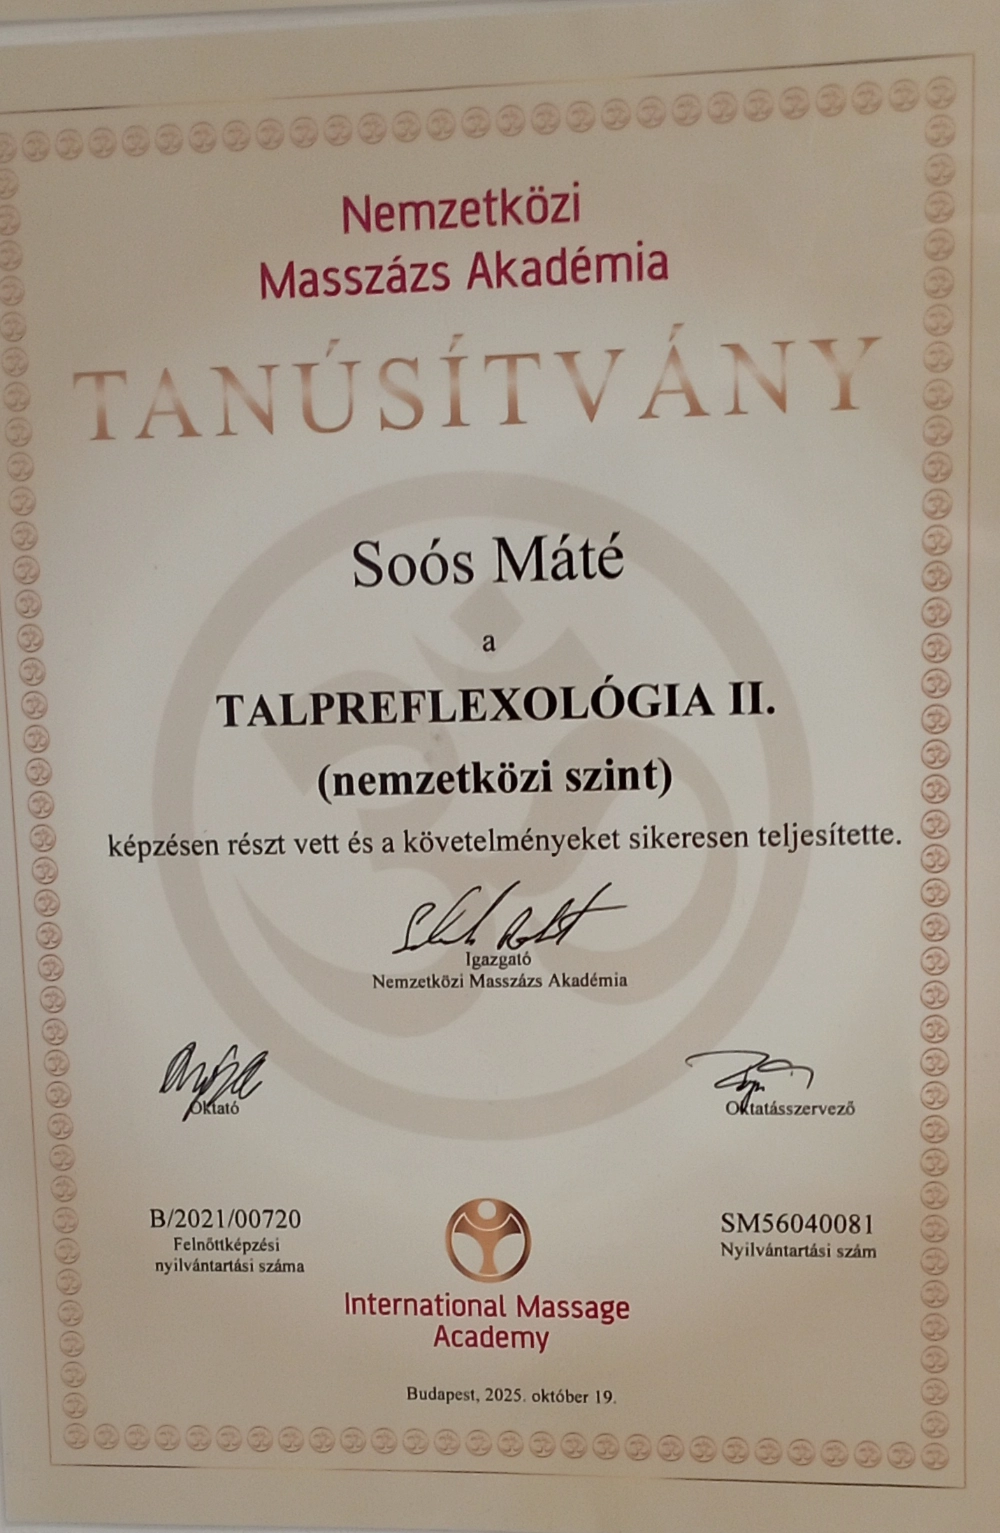 Nemzetközi
Masszázs Akadémia
TANÚSÍTVÁNY
Soós Máté
a
TALPREFLEXOLÓGIA II.
(nemzetközi szint)
képzésen részt vett és a követelményeket sikeresen teljesítette.
Igazgató
Nemzetközi Masszázs Akadémia
Oktató
Oktatásszervező
B/2021/00720
Felnőttképzési
nyilvántartási száma
SM56040081
Nyilvántartási szám
International Massage
Academy
Budapest, 2025. október 19.